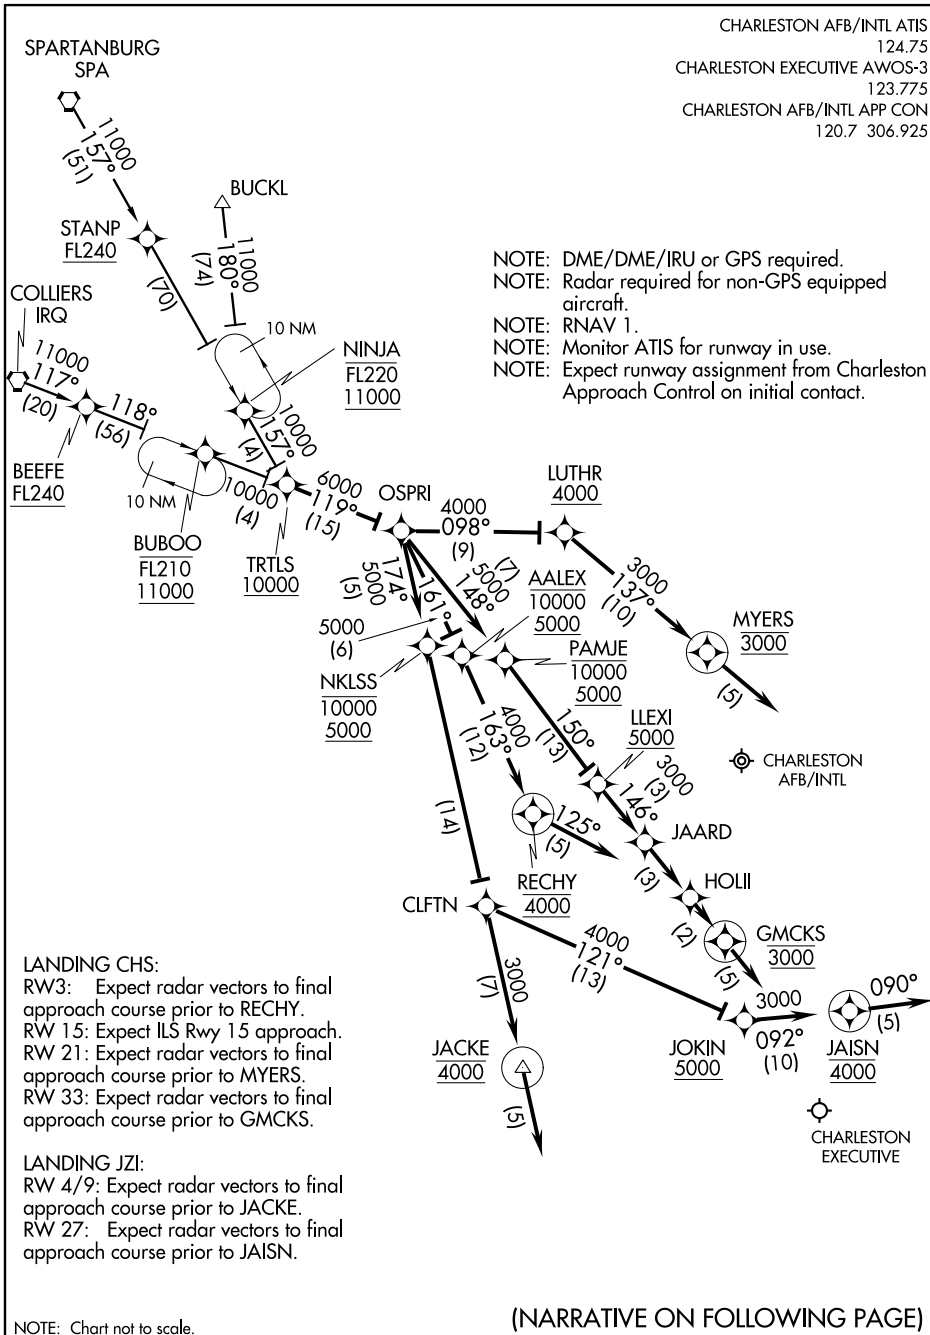 CHARLESTON AFB/INTL ATIS
124.75
CHARLESTON EXECUTIVE AWOS-3
123.775
CHARLESTON AFB/INTL APP CON
120.7 306.925
SPARTANBURG
SPA
11000
157°
(51)
BUCKL
STANP
FL240
11000
180°
(74)
(70)
NOTE: DME/DME/IRU or GPS required.
NOTE: Radar required for non-GPS equipped
aircraft.
NOTE: RNAV 1.
NOTE: Monitor ATIS for runway in use.
NOTE: Expect runway assignment from Charleston
Approach Control on initial contact.
COLLIERS
IRQ
10 NM
NINJA
FL220
11000
11000
117°
(20)
118°
(56)
10000
157°
(4)
BEEFE
FL240
10 NM
BUBOO
FL210
11000
10000
(4)
TRTLS
10000
6000
119°
(15)
OSPRI
4000
098°
(9)
LUTHR
4000
174°
5000
(5)
161°
5000
(6)
(7)
5000
148°
AALEX
10000
5000
3000
137°
(10)
MYERS
3000
(5)
NKLSS
10000
5000
PAMJE
10000
5000
4000
163°
(12)
150°
(13)
LLEXI
5000
CHARLESTON
AFB/INTL
3000
(3)
146°
(14)
125°
(5)
JAARD
(3)
RECHY
4000
HOLII
(2)
CLFTN
GMCKS
3000
(5)
4000
121°
(13)
3000
(7)
JOKIN
5000
3000
092°
(10)
090°
(5)
JAISN
4000
JACKE
4000
(5)
CHARLESTON
EXECUTIVE
LANDING CHS:
RW3: Expect radar vectors to final
approach course prior to RECHY.
RW 15: Expect ILS Rwy 15 approach.
RW 21: Expect radar vectors to final
approach course prior to MYERS.
RW 33: Expect radar vectors to final
approach course prior to GMCKS.
LANDING JZI:
RW 4/9: Expect radar vectors to final
approach course prior to JACKE.
RW 27: Expect radar vectors to final
approach course prior to JAISN.
NOTE: Chart not to scale.
(NARRATIVE ON FOLLOWING PAGE)